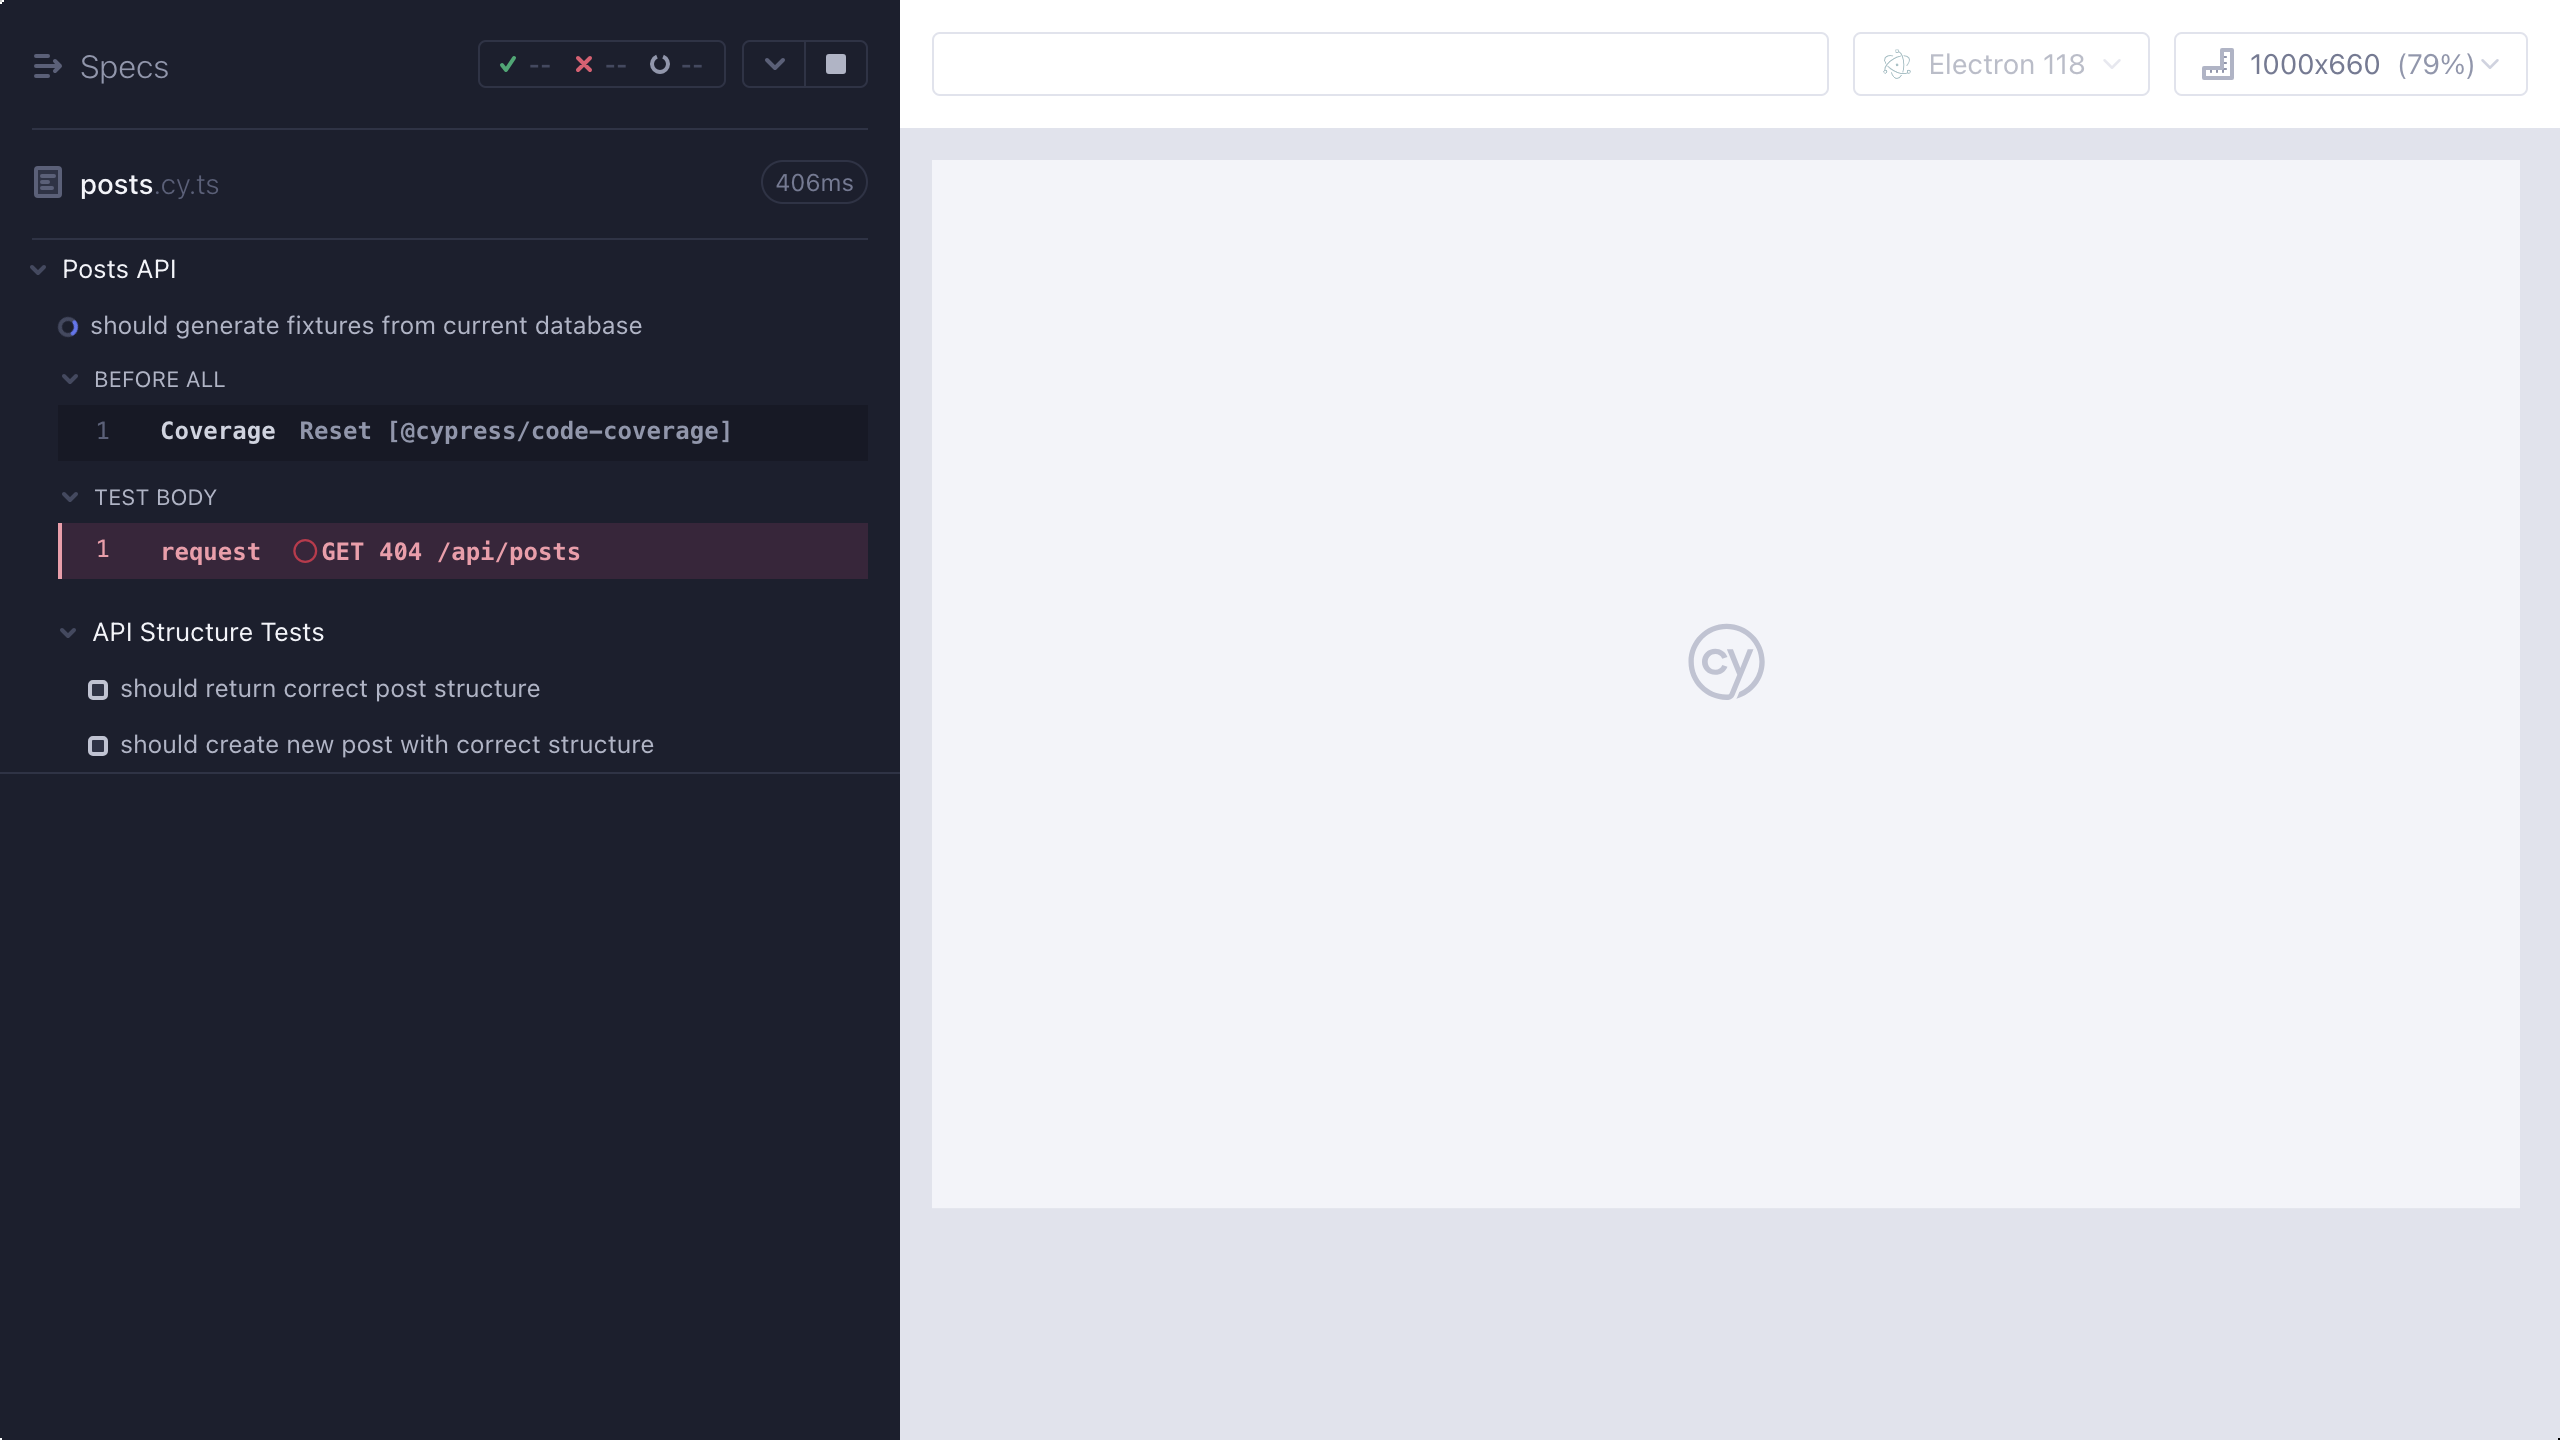 Specs
-- -- --
posts.cy.ts
406ms
Posts API
should generate fixtures from current database
BEFORE ALL
1 Coverage Reset [@cypress/code-coverage]
TEST BODY
1 request GET 404 /api/posts
API Structure Tests
should return correct post structure
should create new post with correct structure
Electron 118
1000x660 (79%)
cy